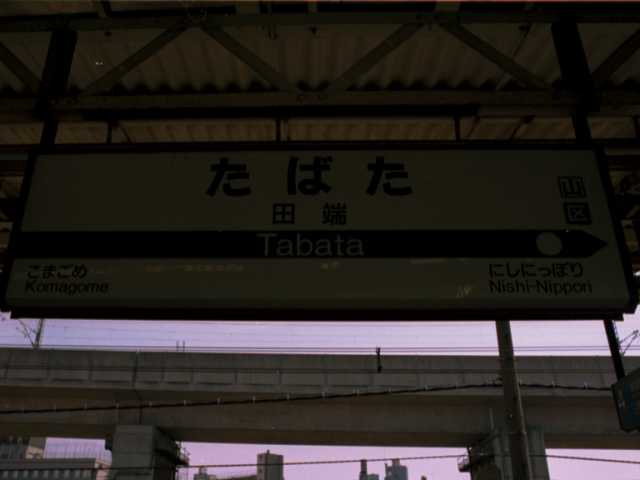 たばた
山
区
田端
Tabata
こまごめ
Komagome
にしにっぽり
Nishi-Nippori